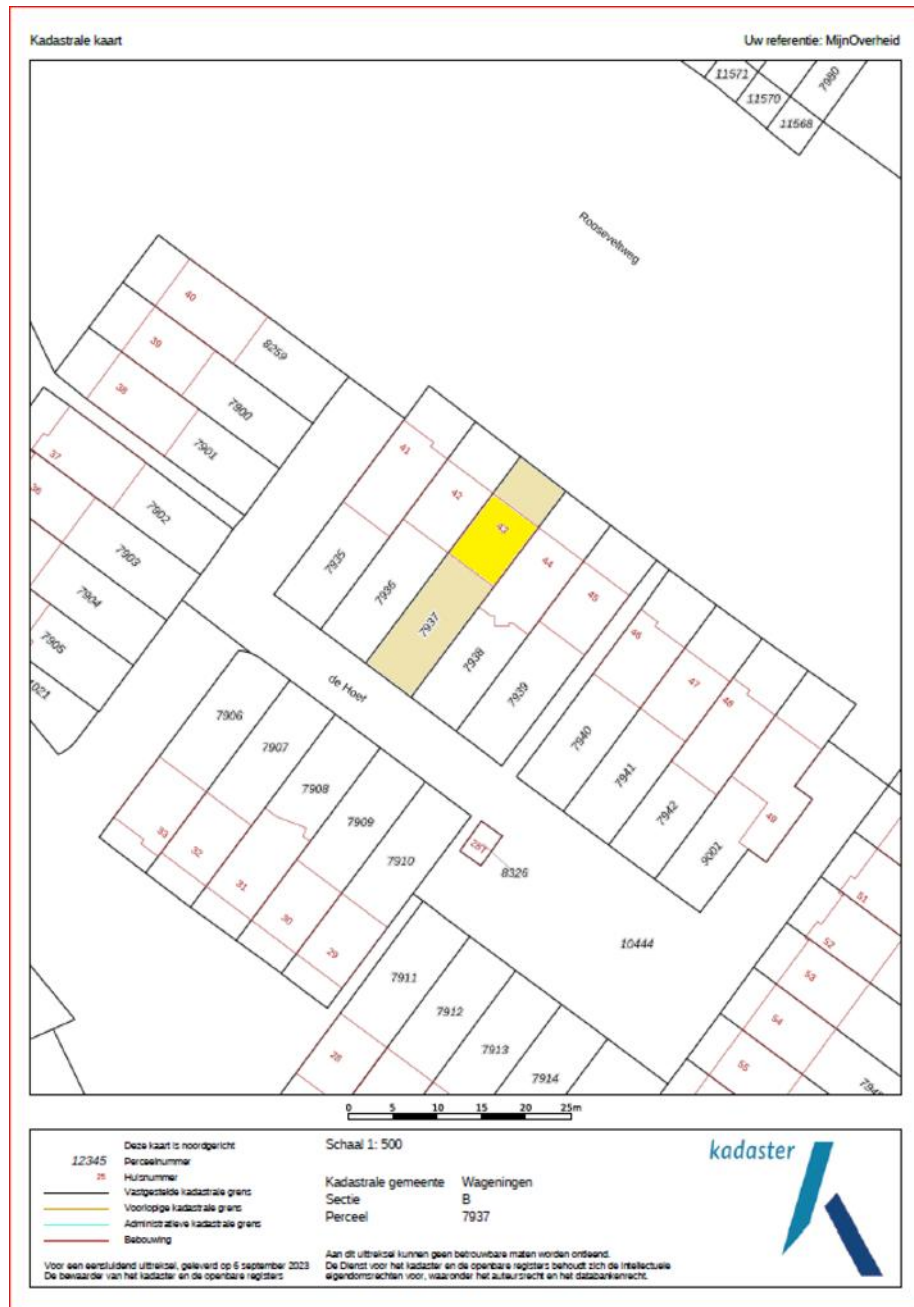 Kadastrale kaart
Uw referentie: MijnOverheid
11571
7980
11570
11568
Rooseveltweg
40
8259
39
7900
38
7901
37
36
7902
7903
7904
7905
41
42
43
44
45
46
47
48
49
7935
7936
7937
7938
7939
7940
7941
7942
9001
de Hoef
7906
7907
7908
7909
7910
33
32
31
30
29
28T
8326
10444
51
52
53
54
55
7911
7912
7913
7914
28
0 5 10 15 20 25m
Deze kaart is noordgericht
12345 Perceelnummer
25 Huisnummer
Vastgestelde kadastrale grens
Voorlopige kadastrale grens
Administratieve kadastrale grens
Bebouwing
Voor een eensluidend uittreksel, geleverd op 6 september 2023
De bewaarder van het kadaster en de openbare registers
Schaal 1: 500
Kadastrale gemeente Wageningen
Sectie B
Perceel 7937
Aan dit uittreksel kunnen geen betrouwbare maten worden ontleend.
De Dienst voor het kadaster en de openbare registers behoudt zich de intellectuele
eigendomsrechten voor, waaronder het auteursrecht en het databankenrecht.
kadaster